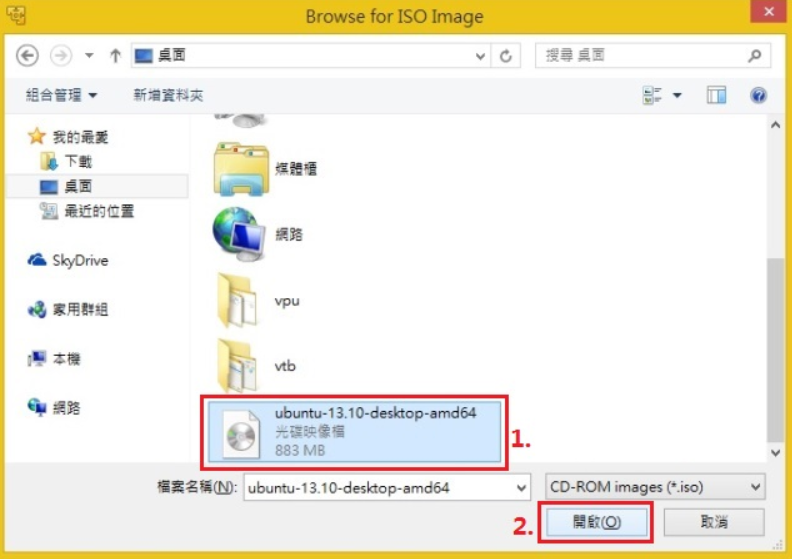 Browse for ISO Image
桌面
搜尋 桌面
組合管理
新增資料夾
我的最愛
下載
桌面
最近的位置
SkyDrive
家用群組
本機
網路
媒體櫃
網路
vpu
vtb
ubuntu-13.10-desktop-amd64
光碟映像檔
883 MB
1.
檔案名稱(N):
ubuntu-13.10-desktop-amd64
CD-ROM images (*.iso)
2.
開啟(O)
取消